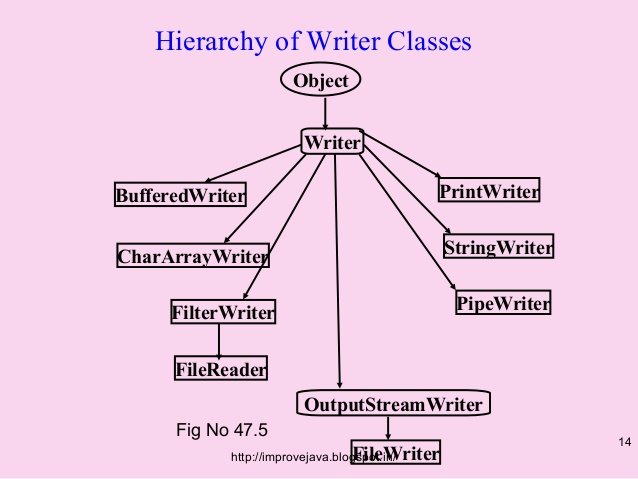 Hierarchy of Writer Classes
Object
Writer
BufferedWriter
PrintWriter
CharArrayWriter
StringWriter
FilterWriter
PipeWriter
FileReader
OutputStreamWriter
Fig No 47.5
14
FileWriter
http://improvejava.blogspot.in/